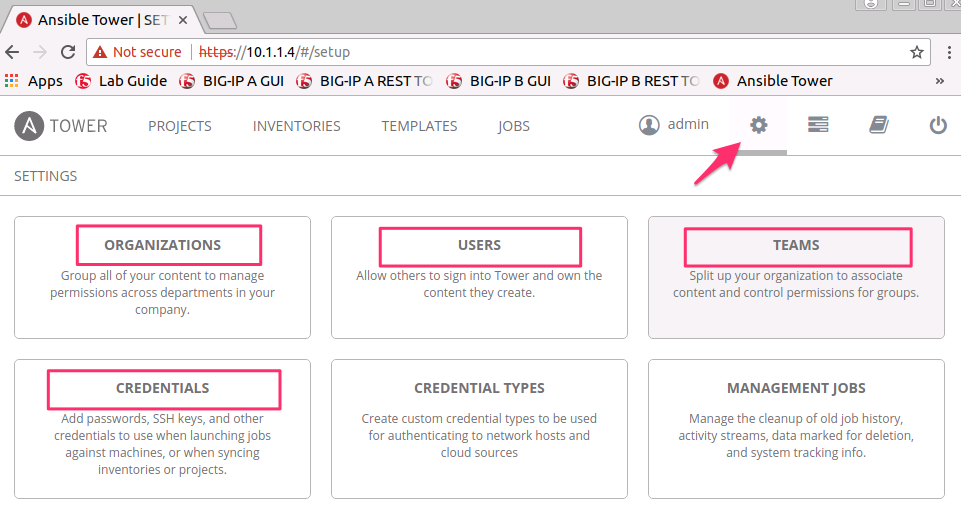 Ansible Tower | SET
Not secure https://10.1.1.4/#/setup
Apps Lab Guide BIG-IP A GUI BIG-IP A REST TO BIG-IP B GUI BIG-IP B REST TO Ansible Tower »
A TOWER PROJECTS INVENTORIES TEMPLATES JOBS admin
SETTINGS
ORGANIZATIONS
Group all of your content to manage
permissions across departments in your
company.
USERS
Allow others to sign into Tower and own the
content they create.
TEAMS
Split up your organization to associate
content and control permissions for groups.
CREDENTIALS
Add passwords, SSH keys, and other
credentials to use when launching jobs
against machines, or when syncing
inventories or projects.
CREDENTIAL TYPES
Create custom credential types to be used
for authenticating to network hosts and
cloud sources
MANAGEMENT JOBS
Manage the cleanup of old job history,
activity streams, data marked for deletion,
and system tracking info.